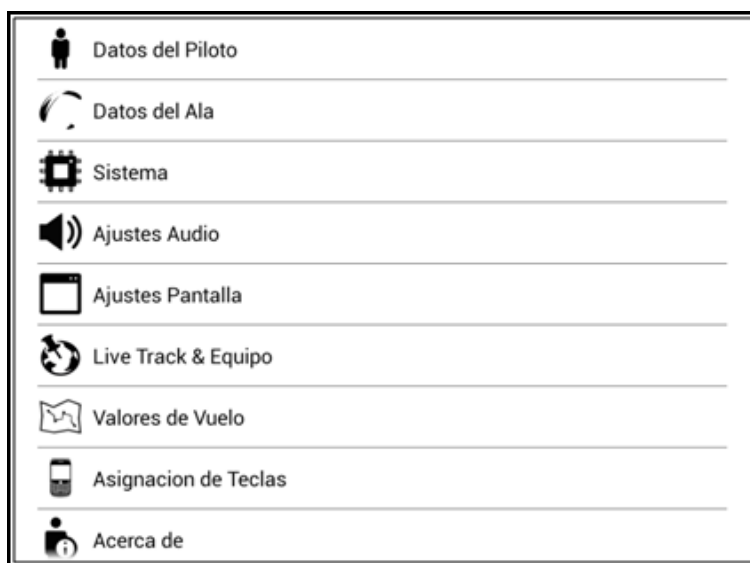 Datos del Piloto
Datos del Ala
Sistema
Ajustes Audio
Ajustes Pantalla
Live Track & Equipo
Valores de Vuelo
Asignacion de Teclas
Acerca de